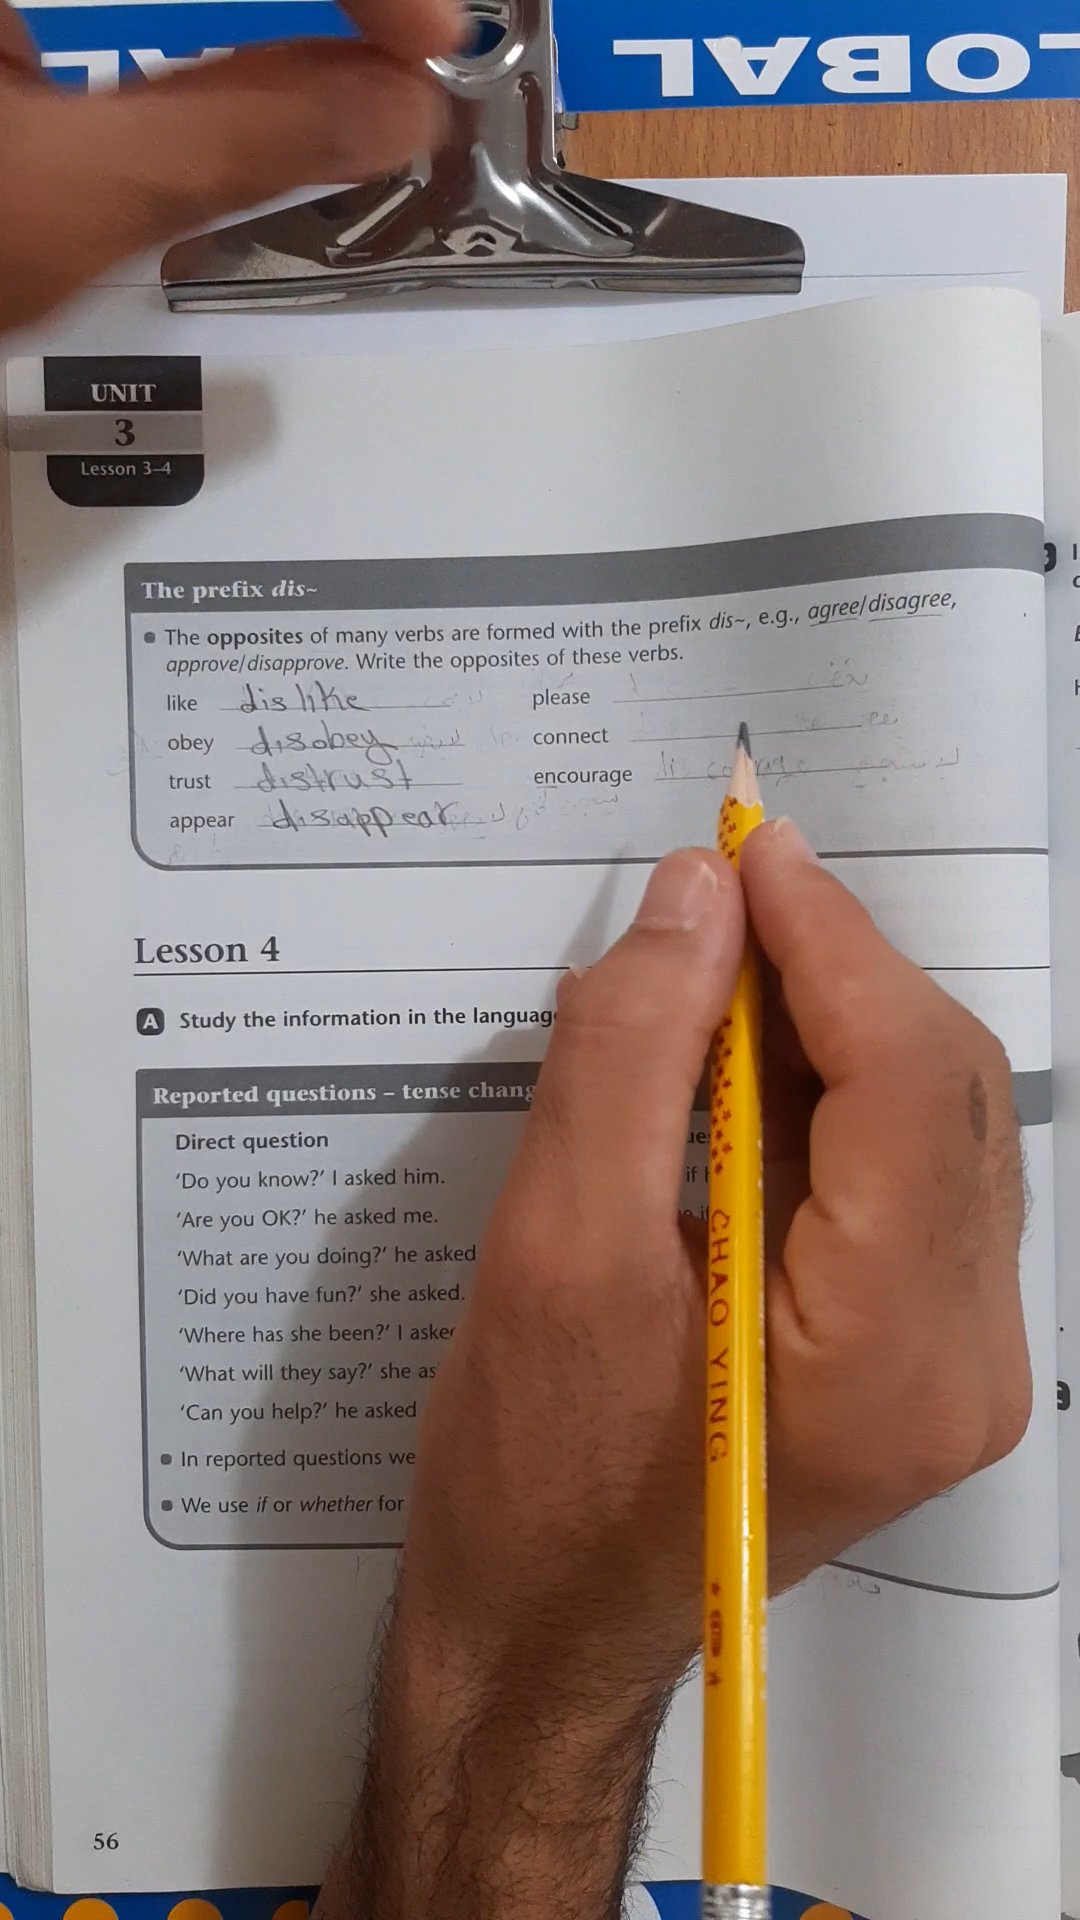 OBAL
UNIT
3
Lesson 3–4
The prefix dis~
The opposites of many verbs are formed with the prefix dis~, e.g., agree/disagree,
approve/disapprove. Write the opposites of these verbs.
like dislike please
obey disobey connect
trust distrust encourage
appear disappear
Lesson 4
A Study the information in the
Reported questions – tense
Direct question
‘Do you know?’ I asked him. if
‘Are you OK?’ he asked me.
‘What are you doing?’ he asked
‘Did you have fun?’ she asked.
‘Where has she been?’ I
‘What will they say?’ she
‘Can you help?’ he asked
In reported questions we
We use if or whether for
CHAO YING
56